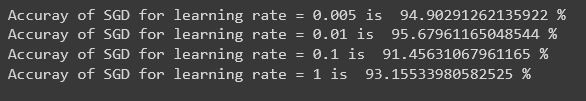 Accuray of SGD for learning rate = 0.005 is  94.90291262135922 %
Accuray of SGD for learning rate = 0.01 is  95.67961165048544 %
Accuray of SGD for learning rate = 0.1 is  91.45631067961165 %
Accuray of SGD for learning rate = 1 is  93.15533980582525 %